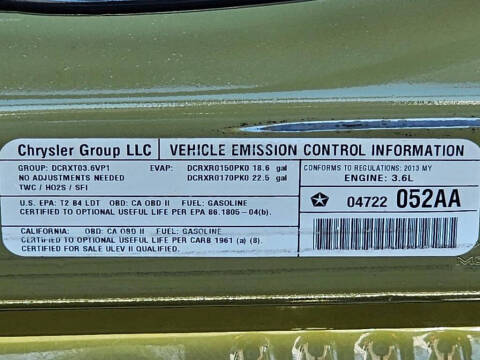 Chrysler Group LLC VEHICLE EMISSION CONTROL INFORMATION
GROUP: DCRXT03.6VP1 EVAP: DCRXR0150PK0 18.6 gal
NO ADJUSTMENTS NEEDED DCRXR0170PK0 22.5 gal
TWC / HO2S / SFI
CONFORMS TO REGULATIONS: 2013 MY
ENGINE: 3.6L
U.S. EPA: T2 B4 LDT OBD: CA OBD II FUEL: GASOLINE
CERTIFIED TO OPTIONAL USEFUL LIFE PER EPA 86.1805-04(b).
04722 052AA
CALIFORNIA: OBD: CA OBD II FUEL: GASOLINE
CERTIFIED TO OPTIONAL USEFUL LIFE PER CARB 1961 (a) (8).
CERTIFIED FOR SALE ULEV II QUALIFIED.